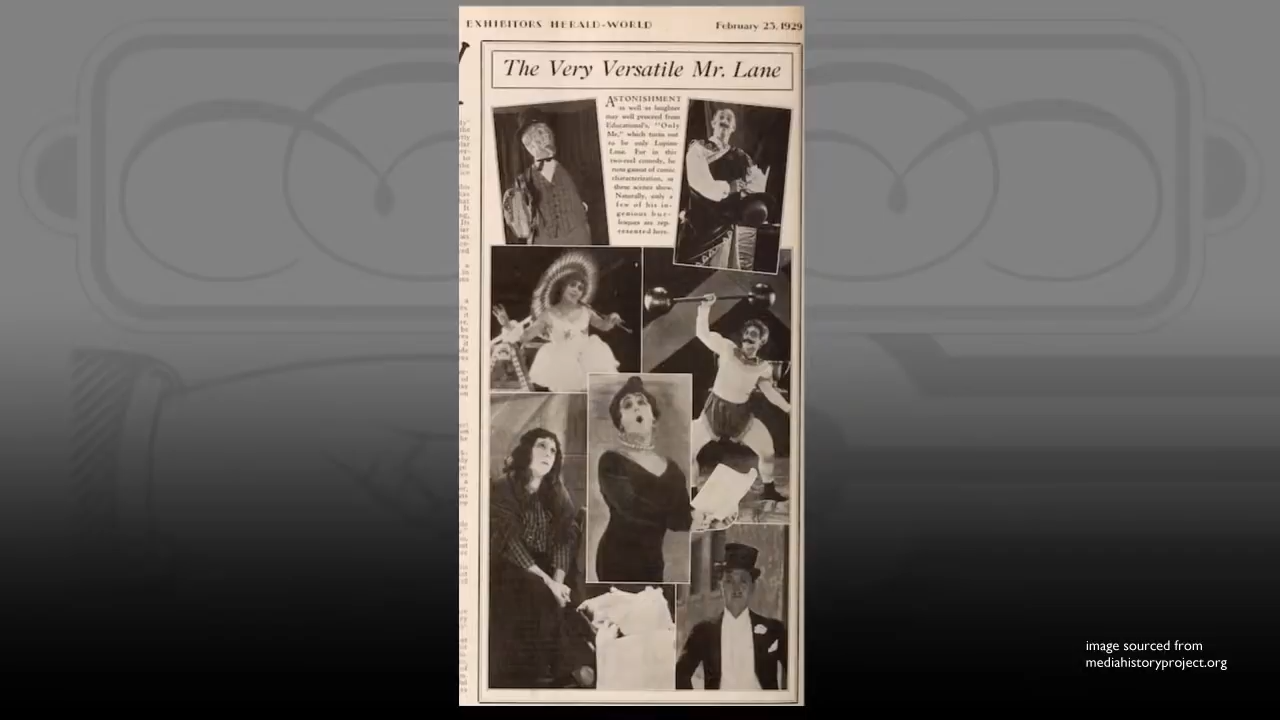 EXHIBITORS HERALD-WORLD
February 23, 1929
The Very Versatile Mr. Lane
ASTONISHMENT
as well as laughter
may well proceed from
Educational's, "Only
Me," which turns out
to be only Lupino
Lane. For in this
two-reel comedy, he
runs gamut of comic
characterization, as
these scenes show.
Naturally, only a
few of his in-
genious bur-
lesques are rep-
resented here.
image sourced from
mediahistoryproject.org